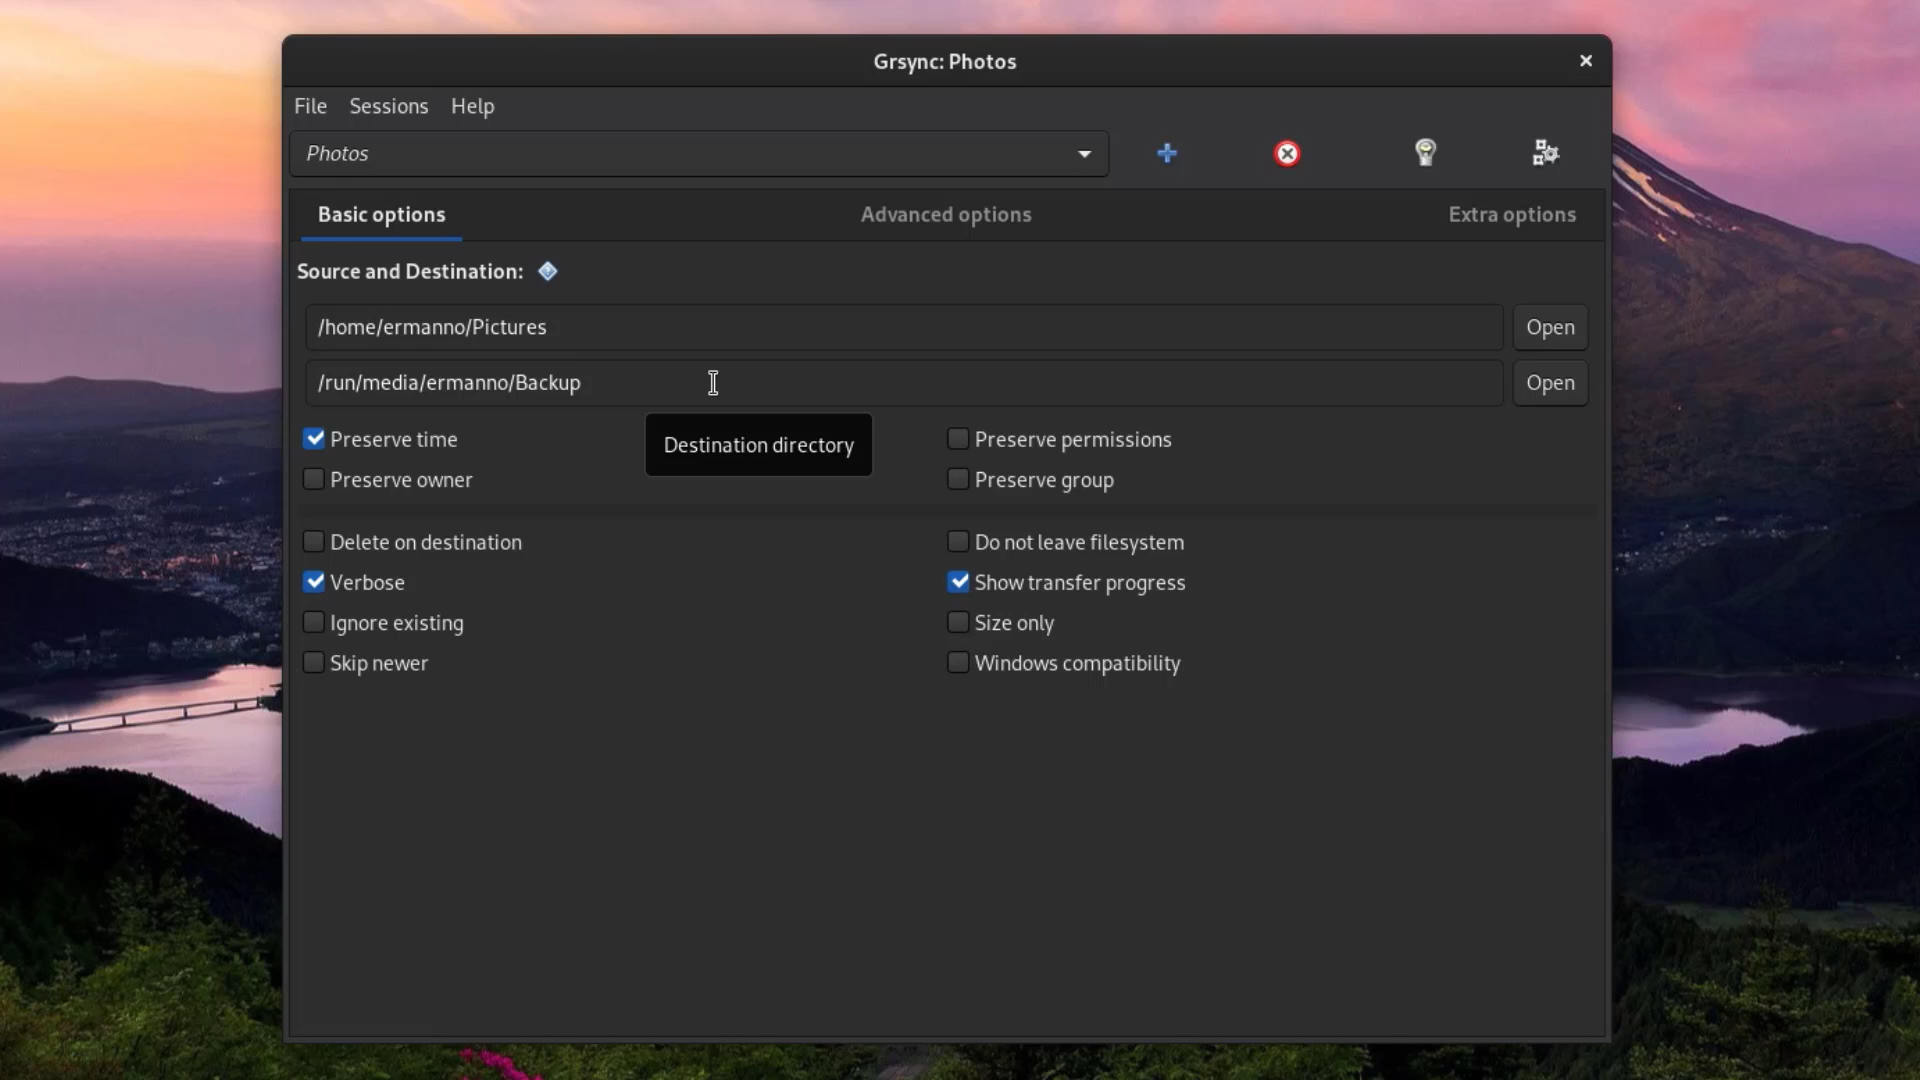 Grsync: Photos
File Sessions Help
Photos
Basic options Advanced options Extra options
Source and Destination:
/home/ermanno/Pictures Open
/run/media/ermanno/Backup Open
Destination directory
Preserve time Preserve permissions
Preserve owner Preserve group
Delete on destination Do not leave filesystem
Verbose Show transfer progress
Ignore existing Size only
Skip newer Windows compatibility